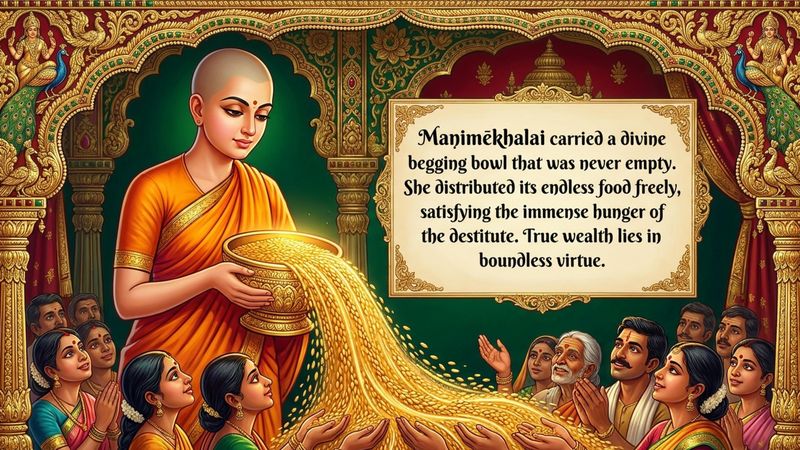 Maṇimēkhalai carried a divine
begging bowl that was never empty.
She distributed its endless food freely,
satisfying the immense hunger of
the destitute. True wealth lies in
boundless virtue.